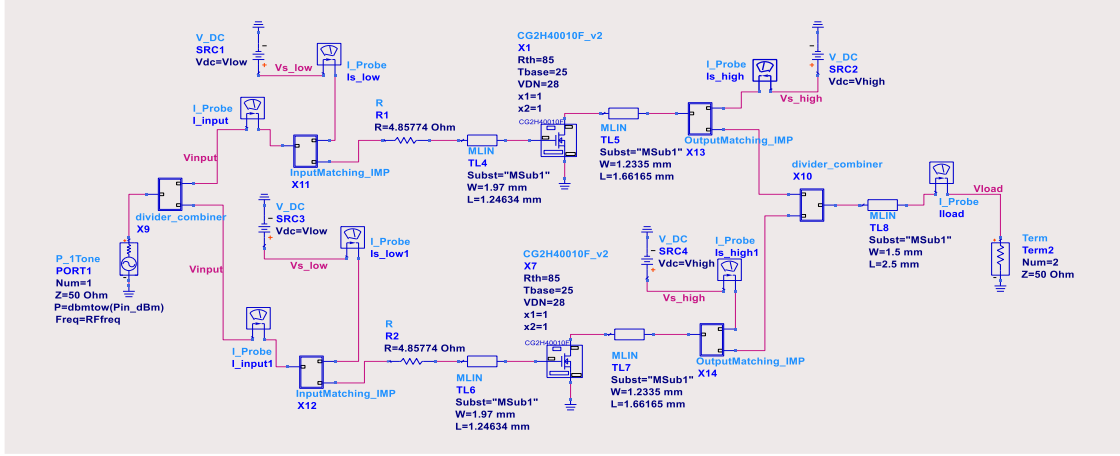 V_DC
SRC1
Vdc=Vlow
Vs_low
I_Probe
Is_low
I_Probe
I_input
R
R1
R=4.85774 Ohm
Vinput
InputMatching_IMP
X11
MLIN
TL4
Subst="MSub1"
W=1.97 mm
L=1.24634 mm
CG2H40010F_v2
X1
Rth=85
Tbase=25
VDN=28
x1=1
x2=1
CG2H40010F
MLIN
TL5
Subst="MSub1"
W=1.2335 mm
L=1.66165 mm
I_Probe
Is_high
V_DC
SRC2
Vdc=Vhigh
Vs_high
OutputMatching_IMP
X13
divider_combiner
X10
divider_combiner
X9
P_1Tone
PORT1
Num=1
Z=50 Ohm
P=dbmtow(Pin_dBm)
Freq=RFfreq
Vinput
V_DC
SRC3
Vdc=Vlow
Vs_low
I_Probe
Is_low1
I_Probe
I_input1
InputMatching_IMP
X12
R
R2
R=4.85774 Ohm
MLIN
TL6
Subst="MSub1"
W=1.97 mm
L=1.24634 mm
CG2H40010F_v2
X7
Rth=85
Tbase=25
VDN=28
x1=1
x2=1
CG2H40010F
MLIN
TL7
Subst="MSub1"
W=1.2335 mm
L=1.66165 mm
V_DC
SRC4
Vdc=Vhigh
Vs_high
I_Probe
Is_high1
OutputMatching_IMP
X14
MLIN
TL8
Subst="MSub1"
W=1.5 mm
L=2.5 mm
I_Probe
Iload
Vload
Term
Term2
Num=2
Z=50 Ohm